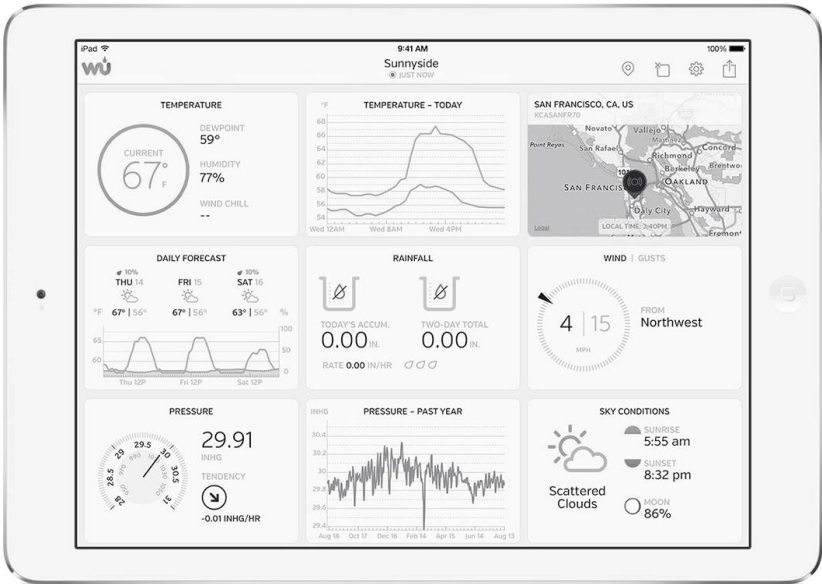 iPad
9:41 AM
100%
wu
Sunnyside
JUST NOW
TEMPERATURE
CURRENT
67°
F
DEWPOINT
59°
HUMIDITY
77%
WIND CHILL
--
TEMPERATURE – TODAY
°F
68
66
64
62
60
58
56
54
Wed 12AM Wed 8AM Wed 4PM
SAN FRANCISCO, CA, US
KCASANFR70
Novato
Vallejo
Martinez
Point Reyes
San Rafael
Concord
Richmond
Brentwo
Berkeley
101
SAN FRANCIS
OAKLAND
Daly City
Hayward
LOCAL TIME: 3:40PM
Legal
Fremont
DAILY FORECAST
10% 10%
THU 14 FRI 15 SAT 16
°F 67° | 56° 67° | 56° 63° | 56° %
65
60
100
50
0
Thu 12P Fri 12P Sat 12P
RAINFALL
TODAY'S ACCUM.
0.00 IN.
TWO-DAY TOTAL
0.00 IN.
RATE 0.00 IN/HR
WIND | GUSTS
4 | 15
MPH
FROM
Northwest
PRESSURE
28
28.5
29
29.5
30
30.5
31
29.91
INHG
TENDENCY
-0.01 INHG/HR
PRESSURE – PAST YEAR
INHG
30.4
30.2
30
29.8
29.6
29.4
Aug 18 Oct 17 Dec 16 Feb 14 Apr 15 Jun 14 Aug 13
SKY CONDITIONS
Scattered
Clouds
SUNRISE
5:55 am
SUNSET
8:32 pm
MOON
86%